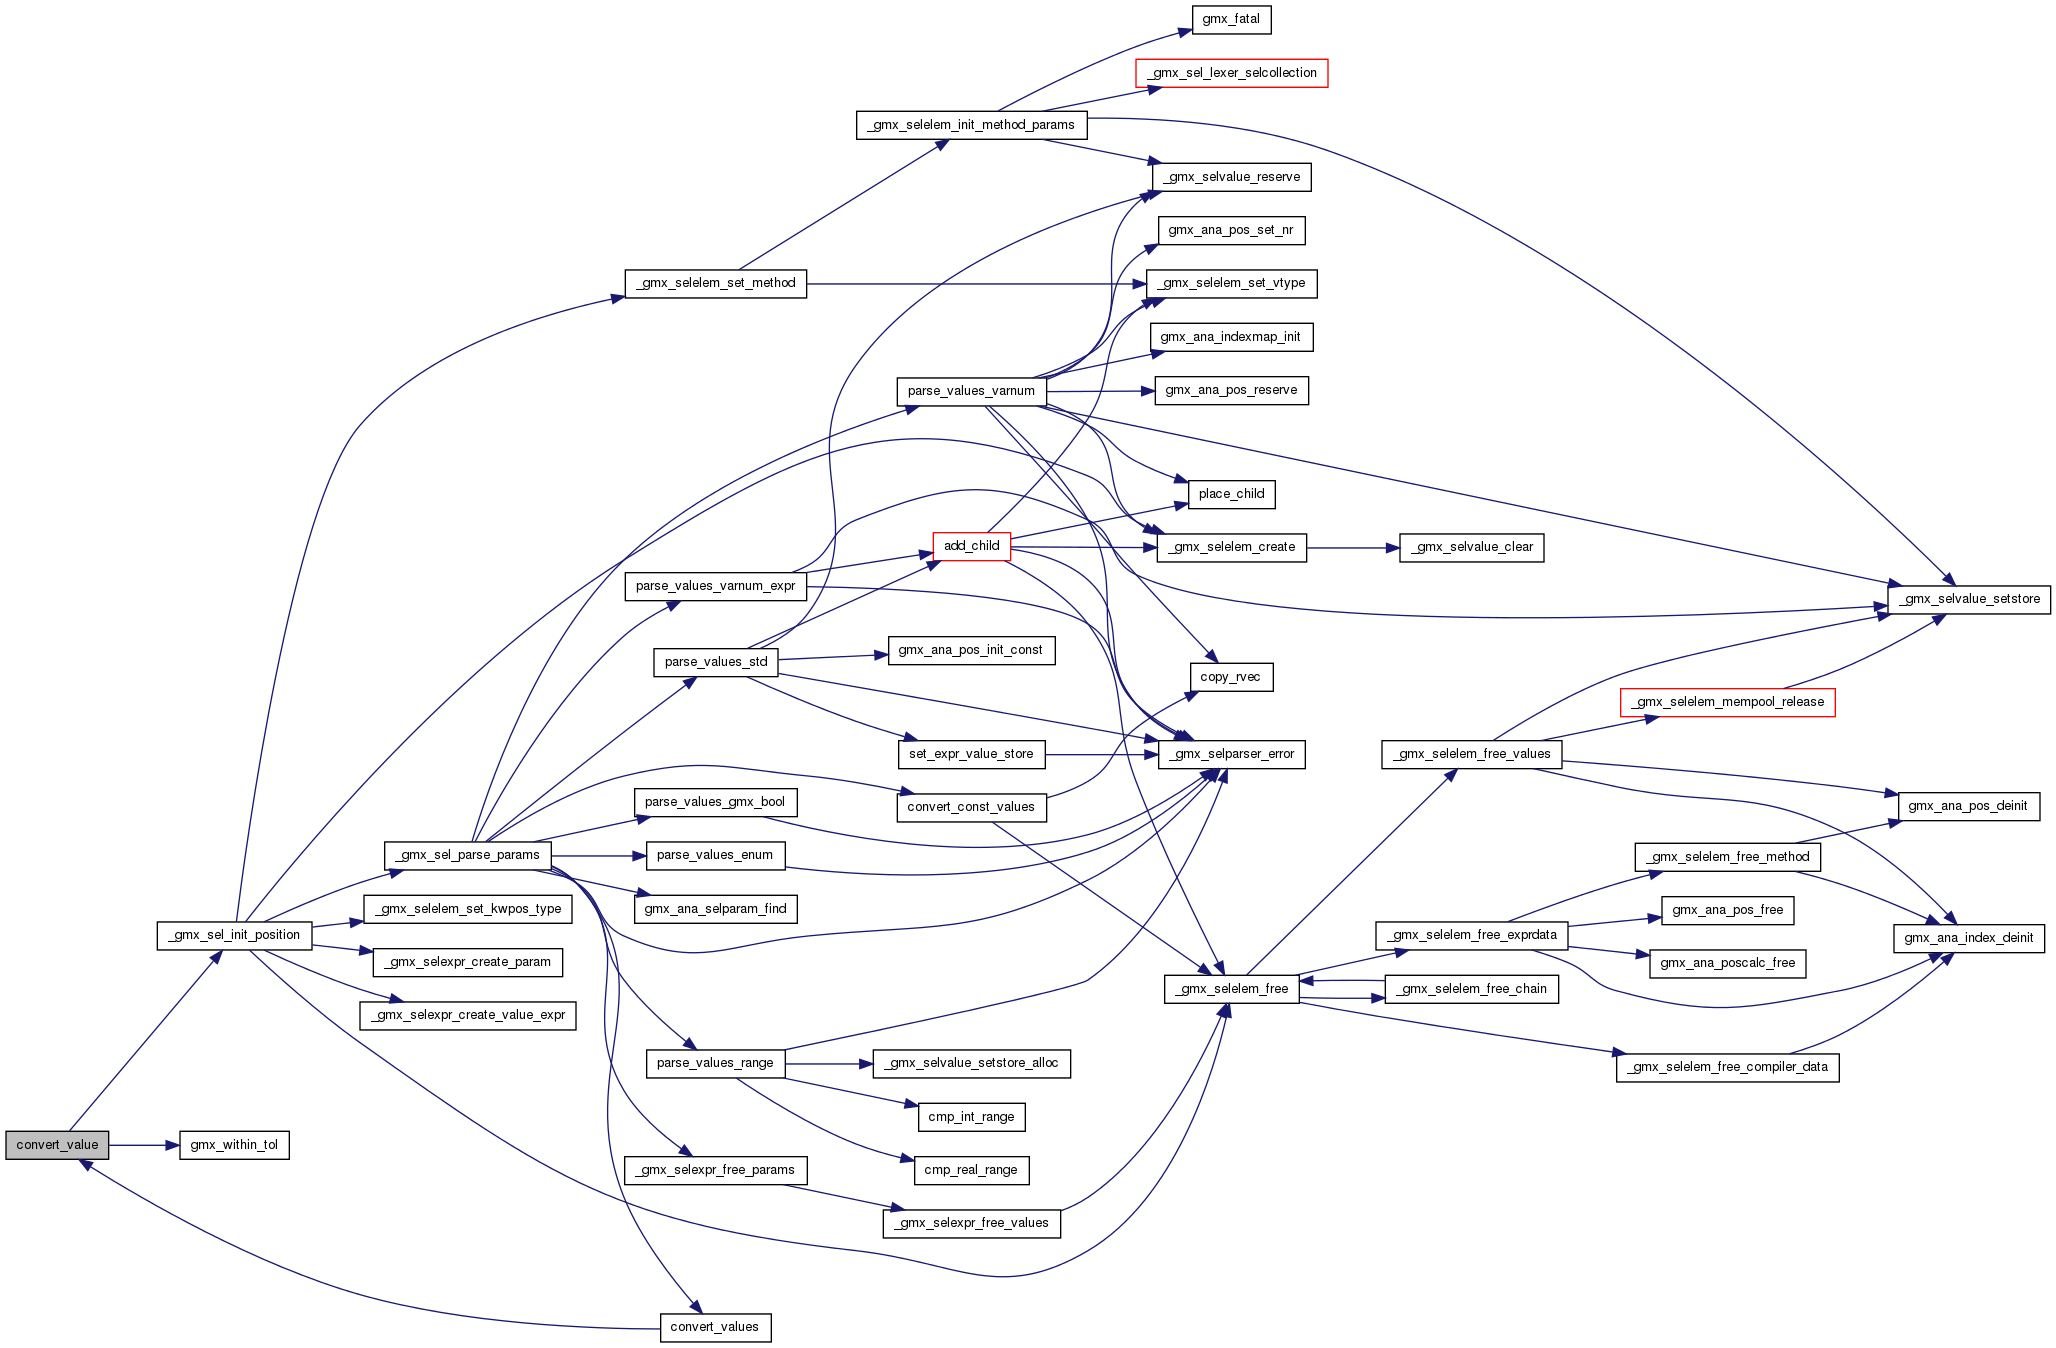 gmx_fatal
_gmx_sel_lexer_selcollection
_gmx_selelem_init_method_params
_gmx_selvalue_reserve
gmx_ana_pos_set_nr
_gmx_selelem_set_method
_gmx_selelem_set_vtype
gmx_ana_indexmap_init
parse_values_varnum
gmx_ana_pos_reserve
place_child
add_child
_gmx_selelem_create
_gmx_selvalue_clear
parse_values_varnum_expr
_gmx_selvalue_setstore
gmx_ana_pos_init_const
parse_values_std
copy_rvec
_gmx_selelem_mempool_release
set_expr_value_store
_gmx_selparser_error
_gmx_selelem_free_values
parse_values_gmx_bool
convert_const_values
gmx_ana_pos_deinit
_gmx_sel_parse_params
parse_values_enum
_gmx_selelem_free_method
_gmx_selelem_set_kwpos_type
gmx_ana_selparam_find
gmx_ana_pos_free
_gmx_sel_init_position
_gmx_selelem_free_exprdata
gmx_ana_index_deinit
_gmx_selexpr_create_param
gmx_ana_poscalc_free
_gmx_selelem_free
_gmx_selelem_free_chain
_gmx_selexpr_create_value_expr
parse_values_range
_gmx_selvalue_setstore_alloc
_gmx_selelem_free_compiler_data
cmp_int_range
convert_value
gmx_within_tol
_gmx_selexpr_free_params
cmp_real_range
_gmx_selexpr_free_values
convert_values